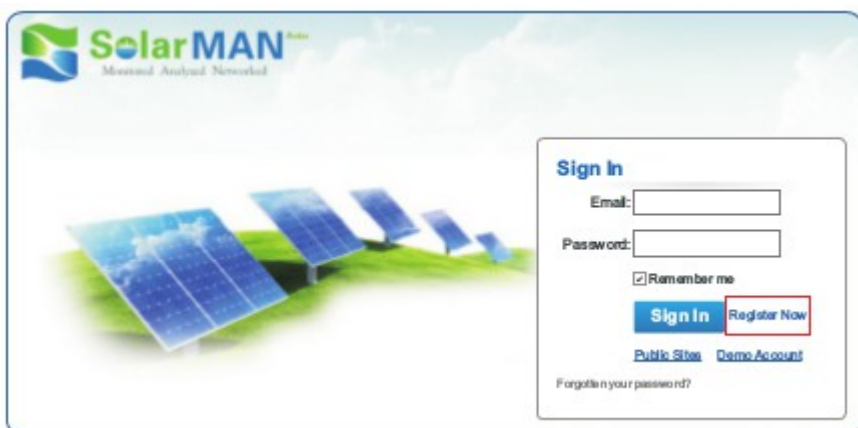 SolarMAN
Monitored Analyzed Networked
Sign In
Email:
Password:
Remember me
Sign In Register Now
Public Sites Demo Account
Forgotten your password?